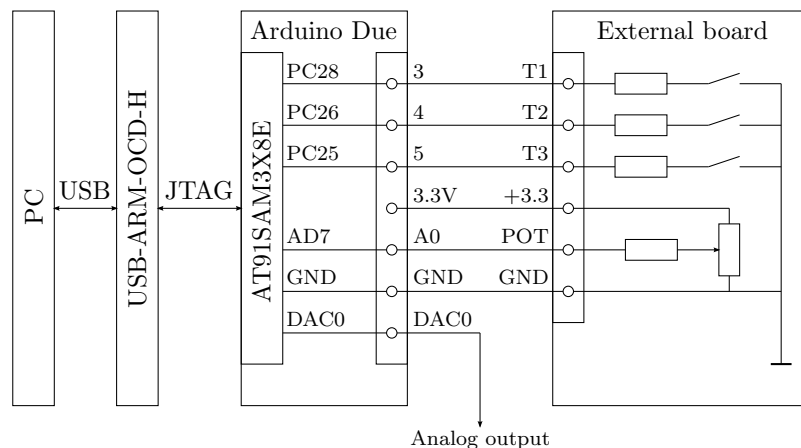 Arduino Due
External board
PC
USB
USB-ARM-OCD-H
JTAG
AT91SAM3X8E
PC28 3 T1
PC26 4 T2
PC25 5 T3
3.3V +3.3
AD7 A0 POT
GND GND GND
DAC0 DAC0
Analog output